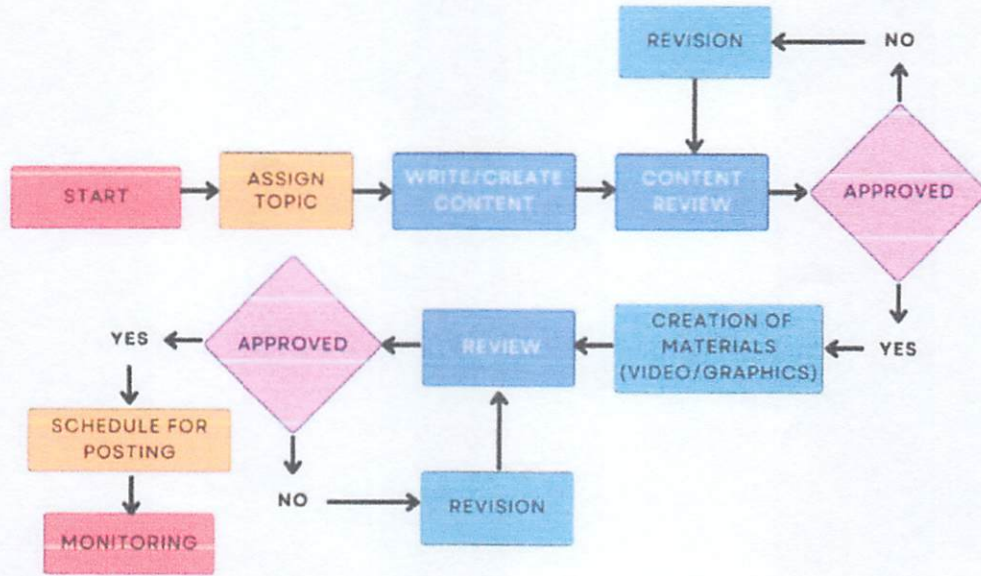 REVISION
NO
START
ASSIGN
TOPIC
WRITE/CREATE
CONTENT
CONTENT
REVIEW
APPROVED
YES
CREATION OF
MATERIALS
(VIDEO/GRAPHICS)
REVIEW
APPROVED
YES
SCHEDULE FOR
POSTING
NO
REVISION
MONITORING